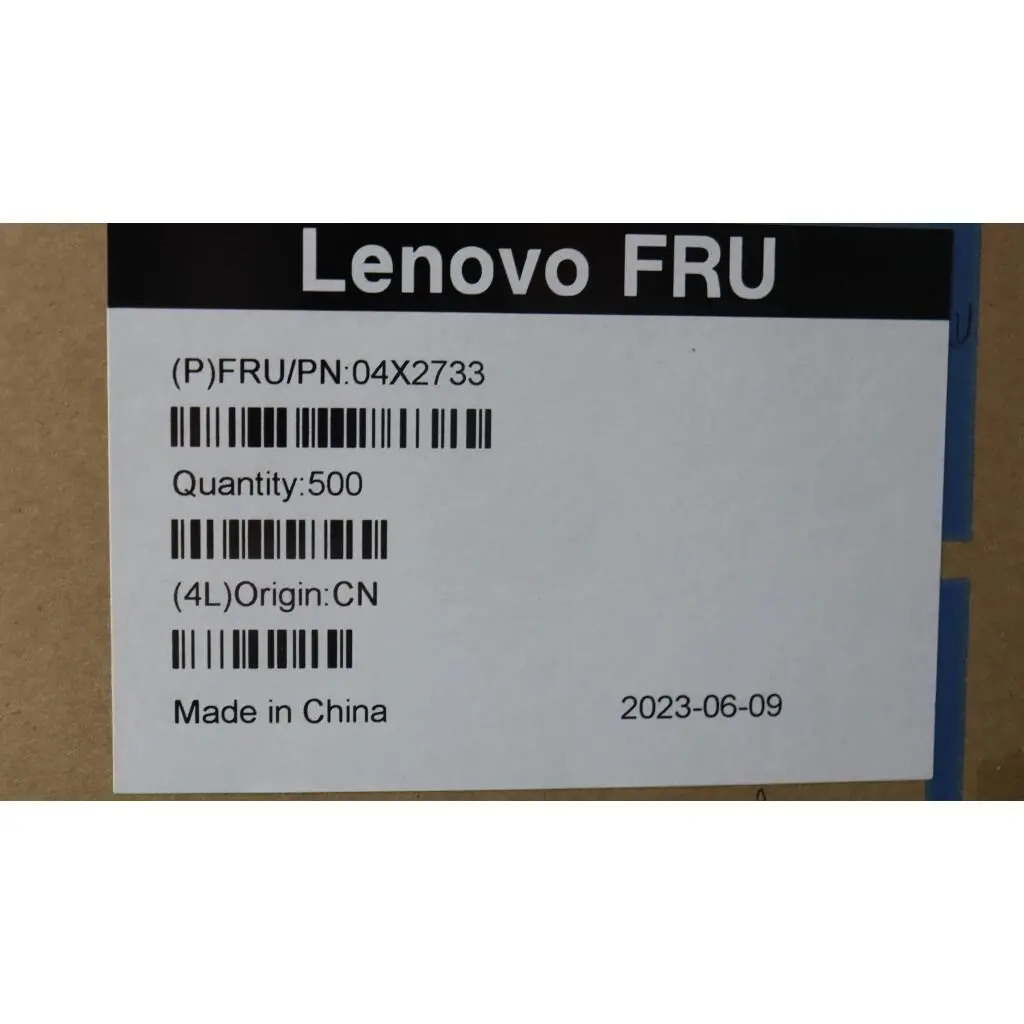 Lenovo FRU
(P)FRU/PN:04X2733
Quantity:500
(4L)Origin:CN
Made in China
2023-06-09